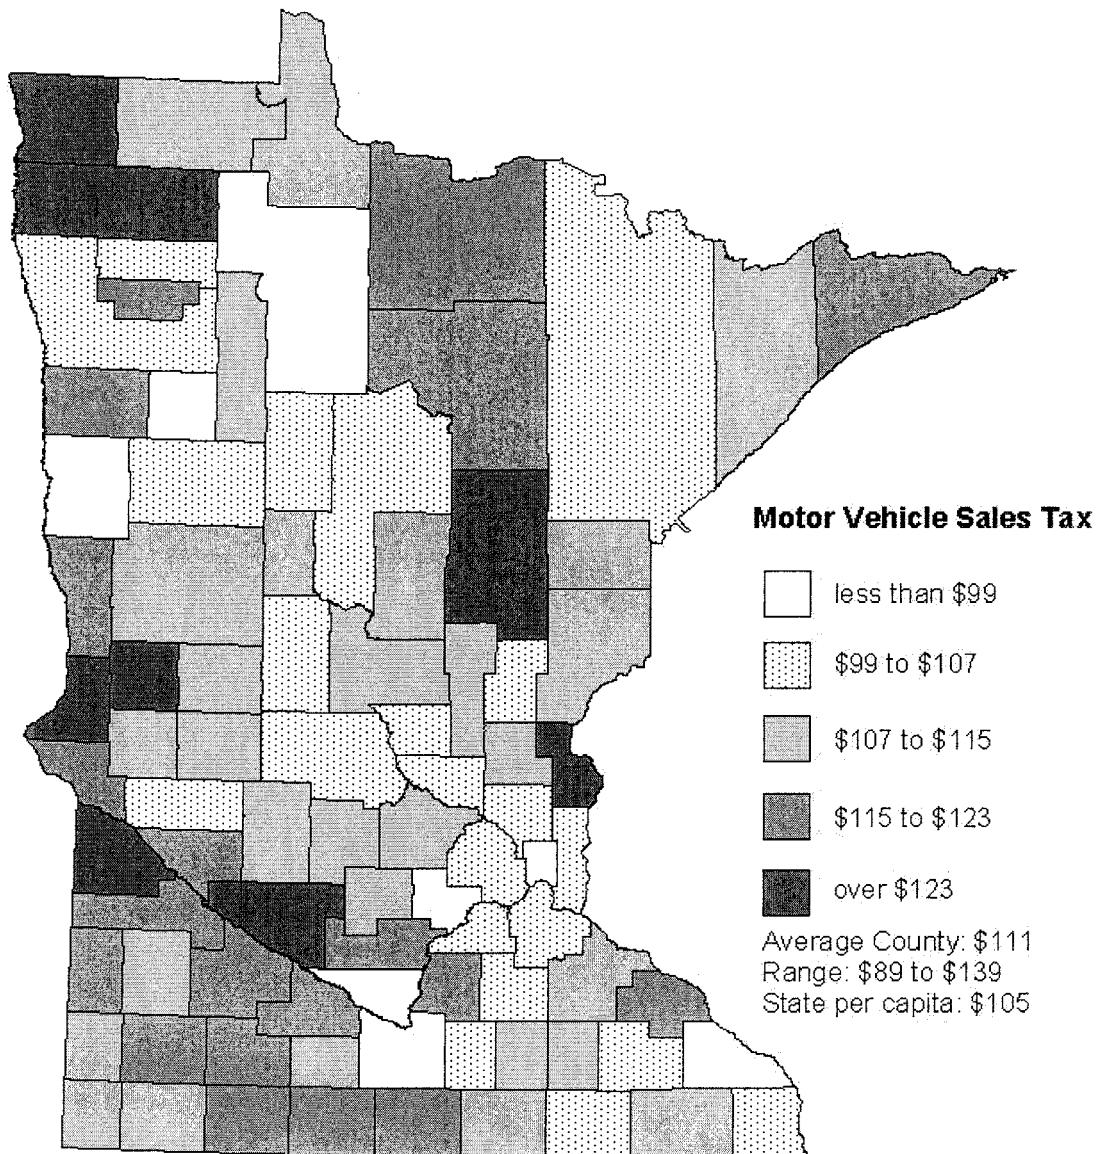 Motor Vehicle Sales Tax
less than $99
$99 to $107
$107 to $115
$115 to $123
over $123
Average County: $111
Range: $89 to $139
State per capita: $105